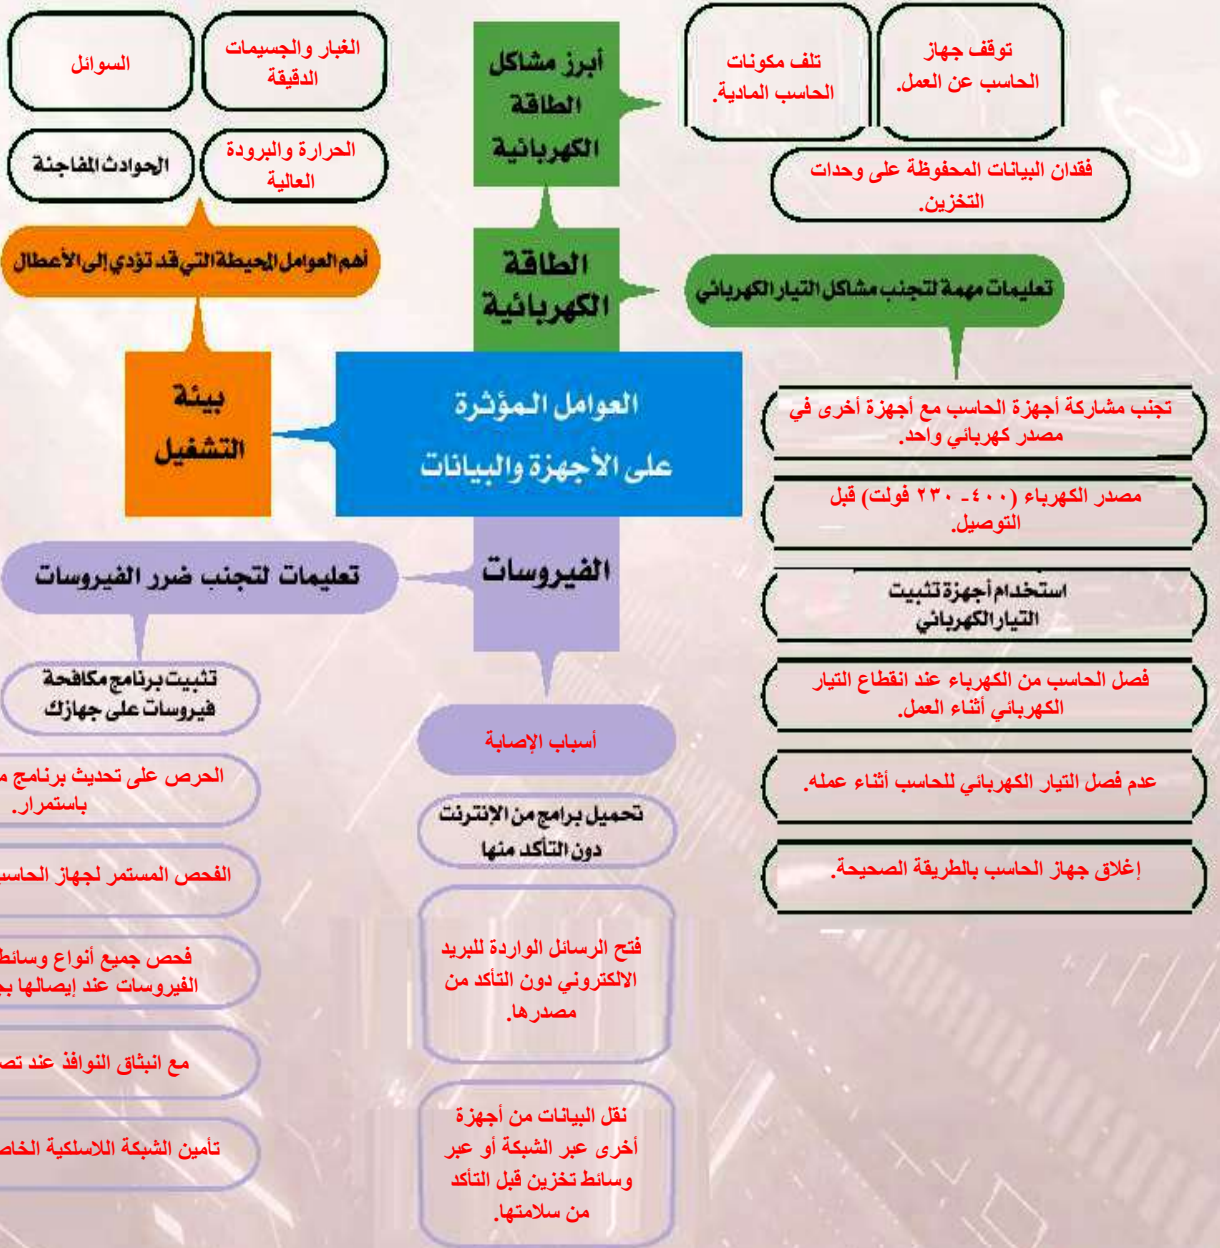 العوامل المؤثرة
على الأجهزة والبيانات
الطاقة
الكهربائية
أبرز مشاكل
الطاقة
الكهربائية
توقف جهاز
الحاسب عن العمل.
تلف مكونات
الحاسب المادية.
فقدان البيانات المحفوظة على وحدات
التخزين.
تعليمات مهمة لتجنب مشاكل التيار الكهربائي
تجنب مشاركة أجهزة الحاسب مع أجهزة أخرى في
مصدر كهربائي واحد.
مصدر الكهرباء (٤٠٠- ٢٣٠ فولت) قبل
التوصيل.
استخدام أجهزة تثبيت
التيار الكهربائي
فصل الحاسب من الكهرباء عند انقطاع التيار
الكهربائي أثناء العمل.
عدم فصل التيار الكهربائي للحاسب أثناء عمله.
إغلاق جهاز الحاسب بالطريقة الصحيحة.
بيئة
التشغيل
أهم العوامل المحيطة التي قد تؤدي إلى الأعطال
الغبار والجسيمات
الدقيقة
السوائل
الحرارة والبرودة
العالية
الحوادث المفاجئة
الفيروسات
أسباب الإصابة
تحميل برامج من الإنترنت
دون التأكد منها
فتح الرسائل الواردة للبريد
الالكتروني دون التأكد من
مصدرها.
نقل البيانات من أجهزة
أخرى عبر الشبكة أو عبر
وسائط تخزين قبل التأكد
من سلامتها.
تعليمات لتجنب ضرر الفيروسات
تثبيت برنامج مكافحة
فيروسات على جهازك
الحرص على تحديث برنامج
باستمرار.
الفحص المستمر لجهاز
فحص جميع أنواع
الفيروسات عند إيصالها
مع انبثاق النوافذ عند
تأمين الشبكة اللاسلكية